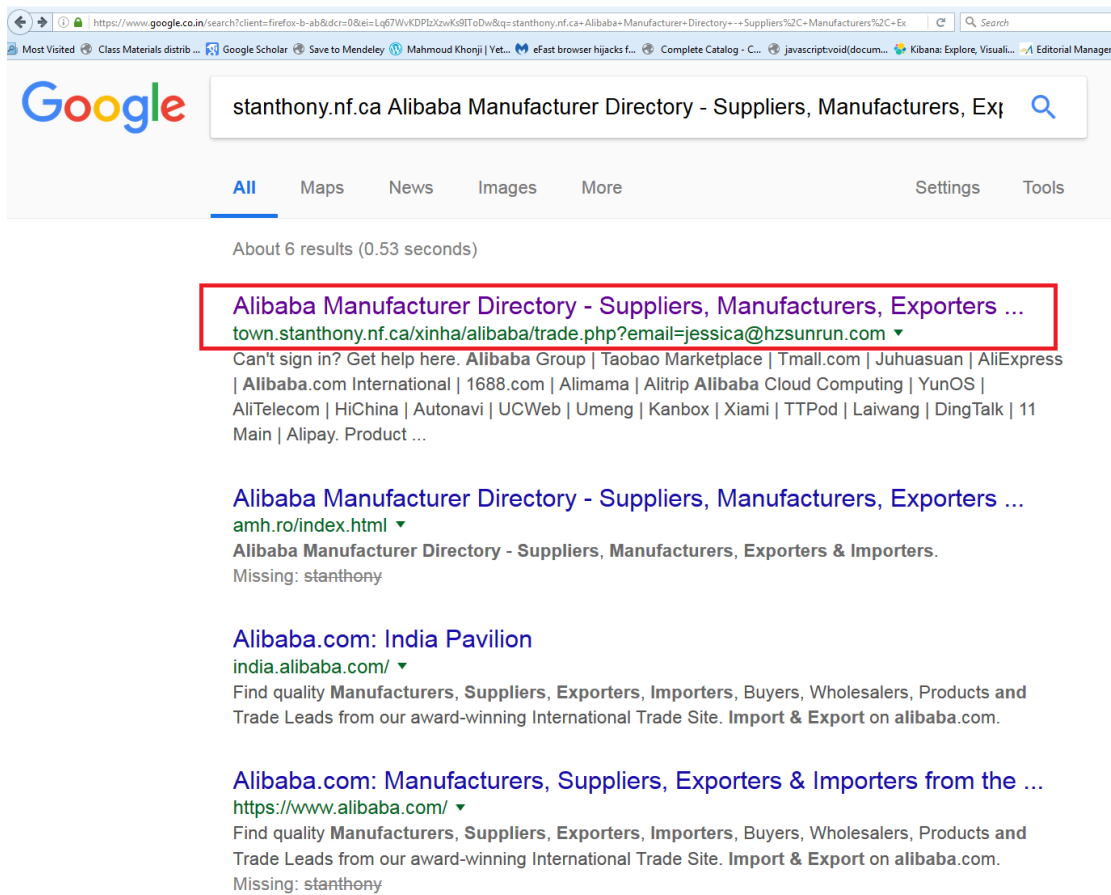 https://www.google.co.in/search?client=firefox-b-ab&dcr=0&ei=Lq67WvKDPIzXzwKs9IToDw&q=stanthony.nf.ca+Alibaba+Manufacturer+Directory+-+Suppliers%2C+Manufacturers%2C+Ex Search
Most Visited Class Materials distrib ... Google Scholar Save to Mendeley Mahmoud Khonji | Yet... eFast browser hijacks f... Complete Catalog - C... javascript:void(docum... Kibana: Explore, Visuali... Editorial Manager
Google stanthony.nf.ca Alibaba Manufacturer Directory - Suppliers, Manufacturers, Exp
All Maps News Images More Settings Tools
About 6 results (0.53 seconds)
Alibaba Manufacturer Directory - Suppliers, Manufacturers, Exporters ...
town.stanthony.nf.ca/xinha/alibaba/trade.php?email=jessica@hzsunrun.com
Can't sign in? Get help here. Alibaba Group | Taobao Marketplace | Tmall.com | Juhuasuan | AliExpress
| Alibaba.com International | 1688.com | Alimama | Alitrip Alibaba Cloud Computing | YunOS |
AliTelecom | HiChina | Autonavi | UCWeb | Umeng | Kanbox | Xiami | TTPod | Laiwang | DingTalk | 11
Main | Alipay. Product ...
Alibaba Manufacturer Directory - Suppliers, Manufacturers, Exporters ...
amh.ro/index.html
Alibaba Manufacturer Directory - Suppliers, Manufacturers, Exporters & Importers.
Missing: stanthony
Alibaba.com: India Pavilion
india.alibaba.com/
Find quality Manufacturers, Suppliers, Exporters, Importers, Buyers, Wholesalers, Products and
Trade Leads from our award-winning International Trade Site. Import & Export on alibaba.com.
Alibaba.com: Manufacturers, Suppliers, Exporters & Importers from the ...
https://www.alibaba.com/
Find quality Manufacturers, Suppliers, Exporters, Importers, Buyers, Wholesalers, Products and
Trade Leads from our award-winning International Trade Site. Import & Export on alibaba.com.
Missing: stanthony